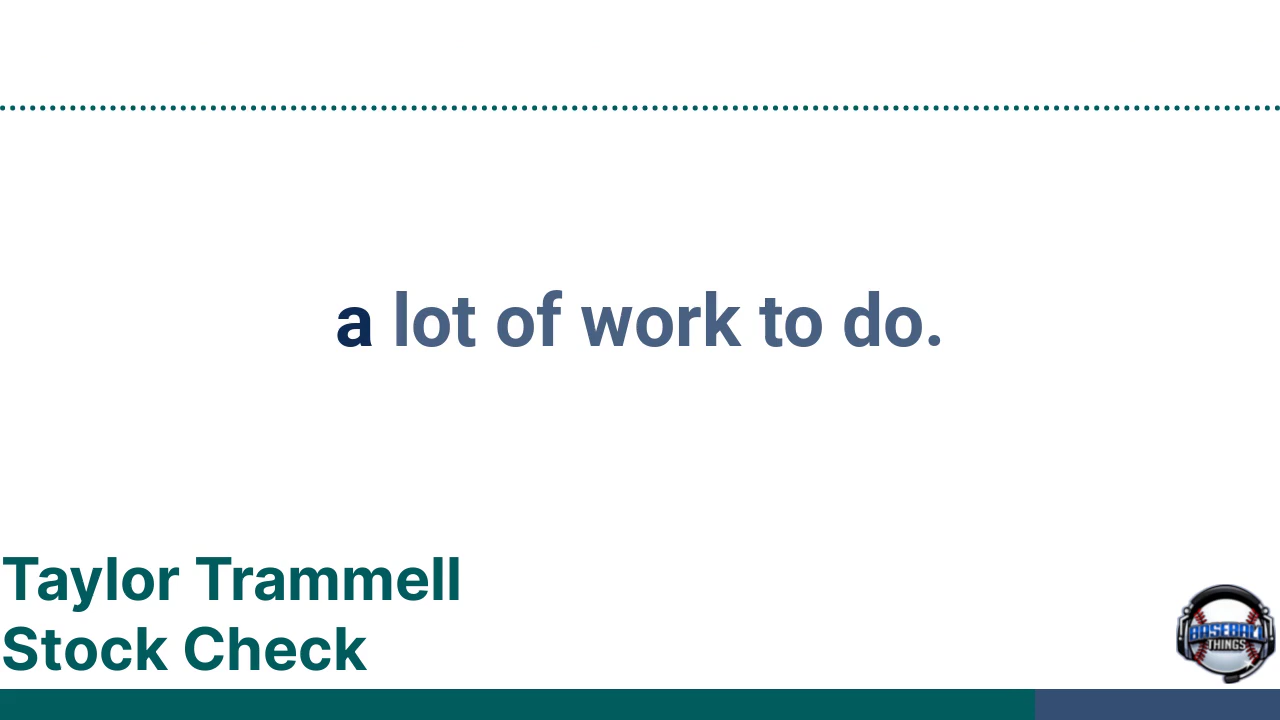 a lot of work to do.
Taylor Trammell
Stock Check
BASEBALL
THINGS